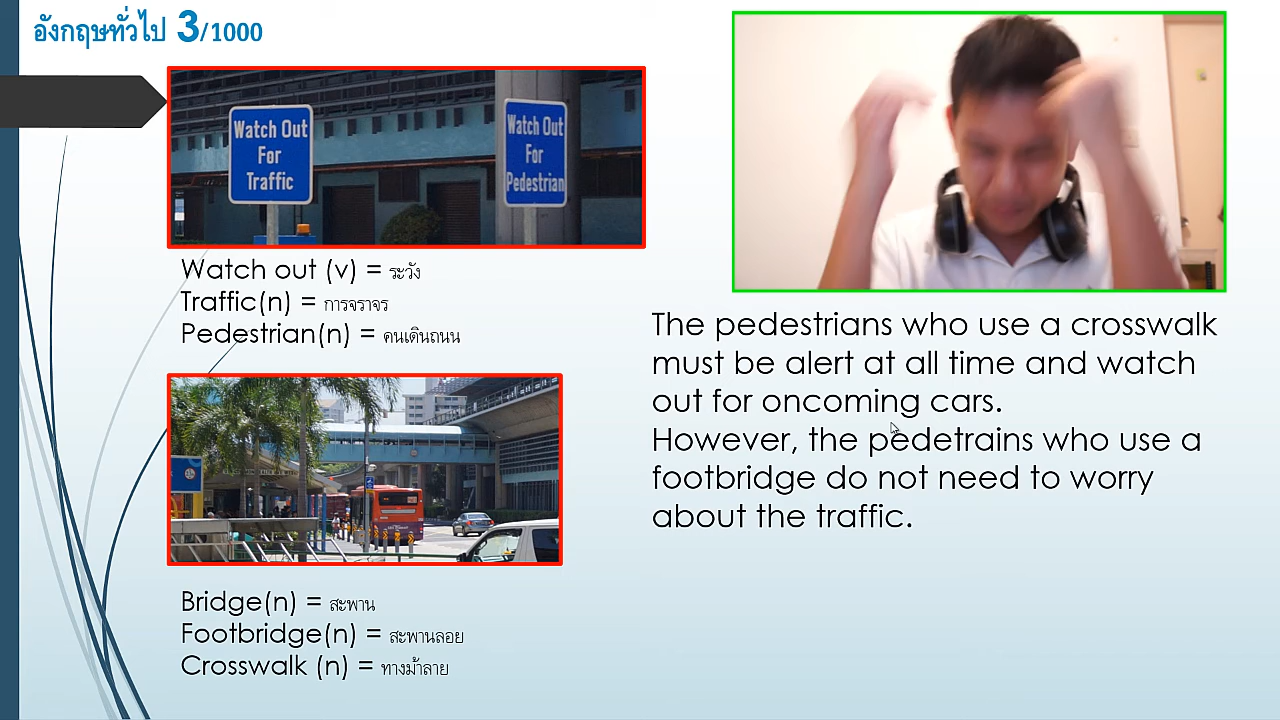 อังกฤษทั่วไป 3/1000
Watch Out
For
Traffic
Watch Out
For
Pedestrian
Watch out (v) = ระวัง
Traffic(n) = การจราจร
Pedestrian(n) = คนเดินถนน
Bridge(n) = สะพาน
Footbridge(n) = สะพานลอย
Crosswalk (n) = ทางม้าลาย
The pedestrians who use a crosswalk
must be alert at all time and watch
out for oncoming cars.
However, the pedetrains who use a
footbridge do not need to worry
about the traffic.